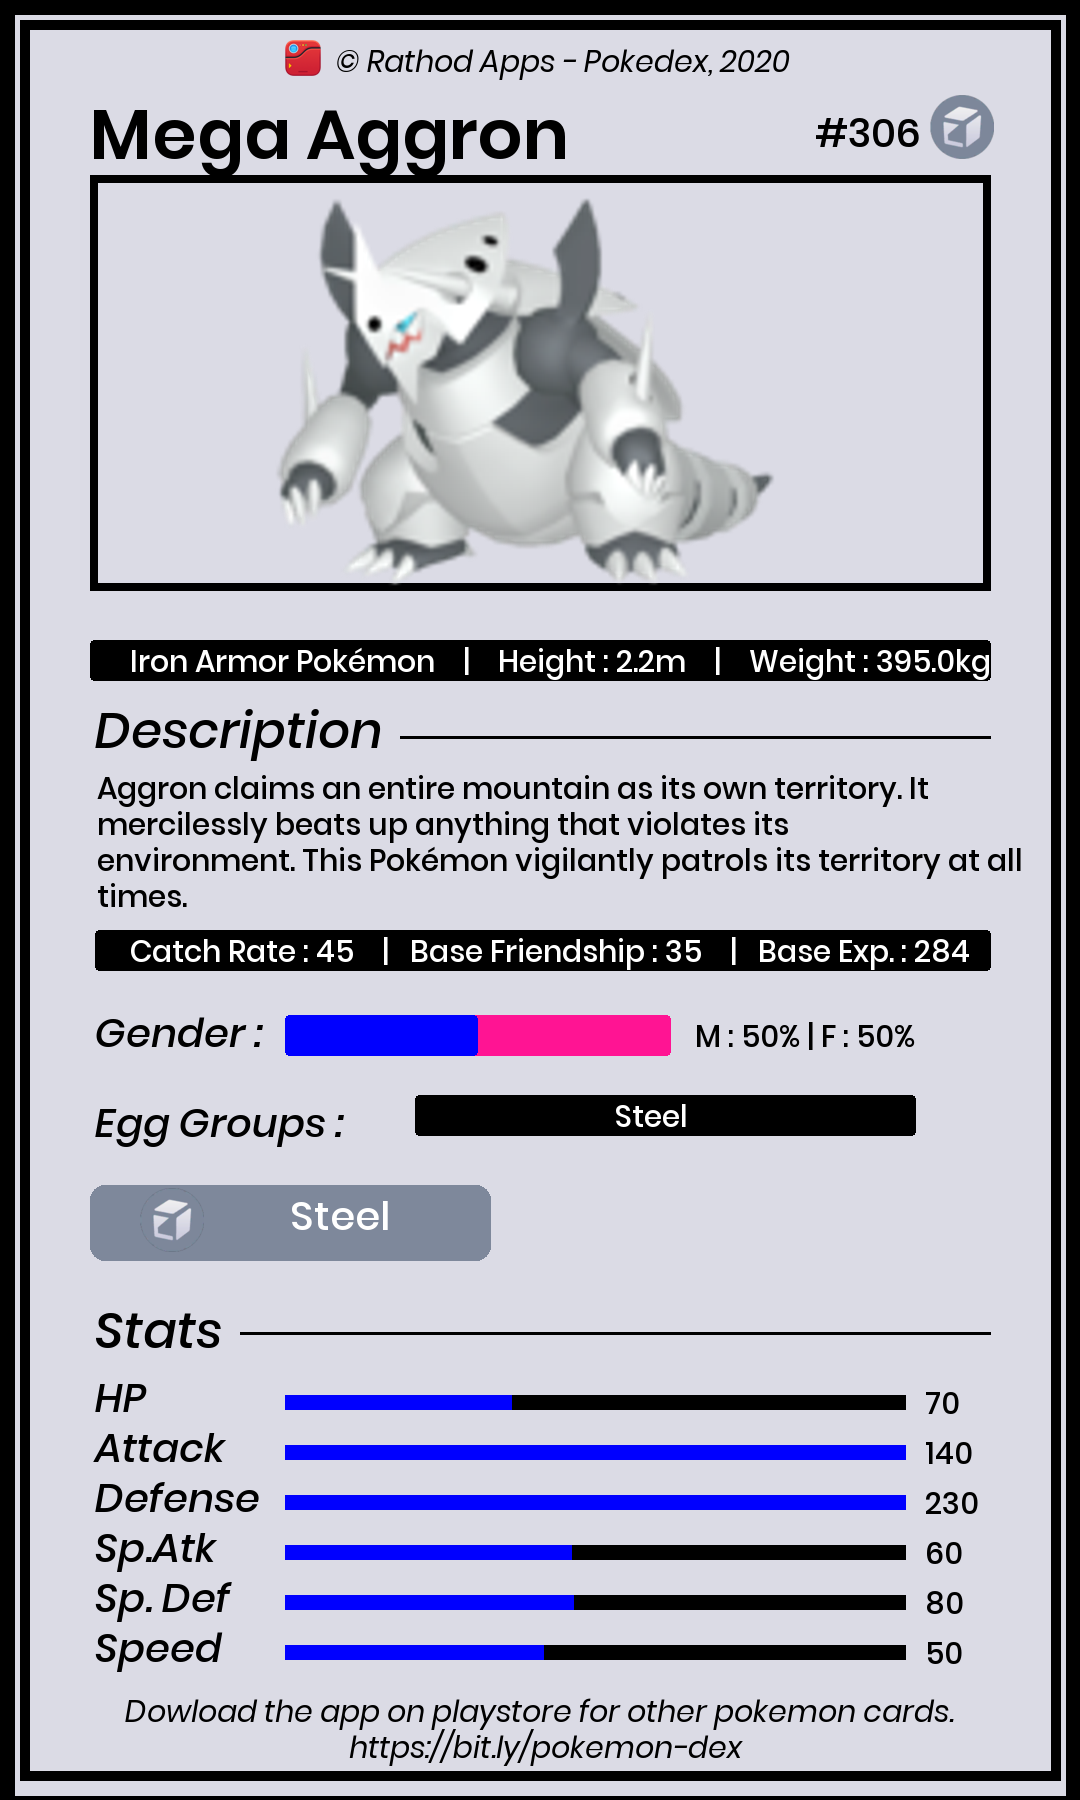 © Rathod Apps - Pokedex, 2020
Mega Aggron #306
Iron Armor Pokémon | Height : 2.2m | Weight : 395.0kg
Description
Aggron claims an entire mountain as its own territory. It
mercilessly beats up anything that violates its
environment. This Pokémon vigilantly patrols its territory at all
times.
Catch Rate : 45 | Base Friendship : 35 | Base Exp. : 284
Gender : M : 50% | F : 50%
Egg Groups : Steel
Steel
Stats
HP 70
Attack 140
Defense 230
Sp.Atk 60
Sp. Def 80
Speed 50
Dowload the app on playstore for other pokemon cards.
https://bit.ly/pokemon-dex